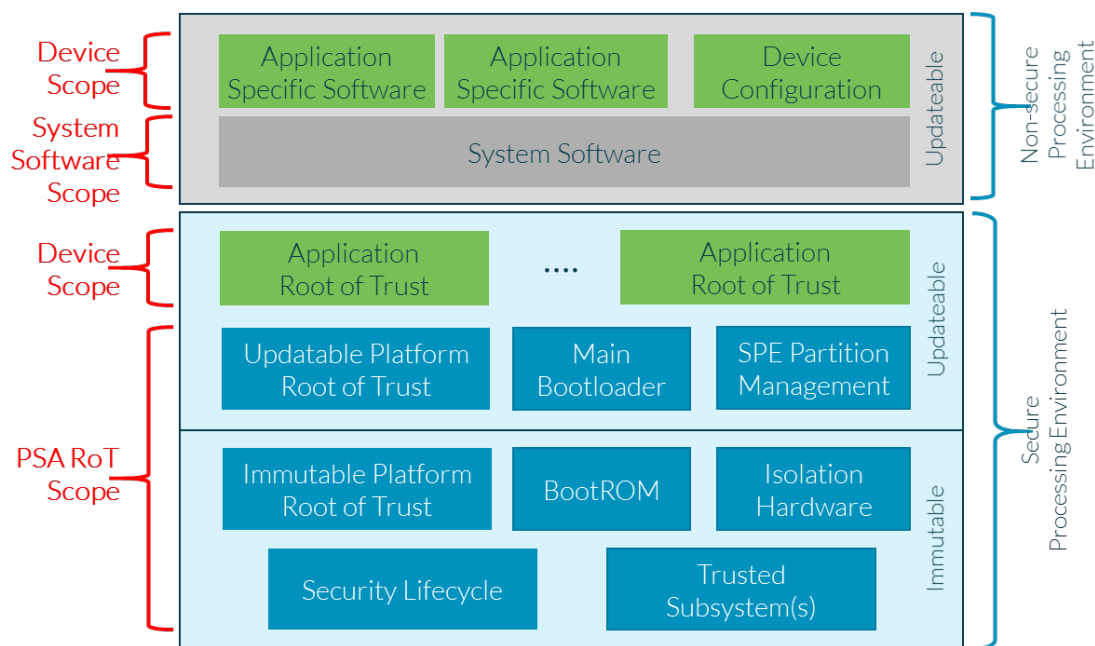 Device
Scope
Application
Specific Software
Application
Specific Software
Device
Configuration
Updateable
Non-secure
Processing
Environment
System
Software
Scope
System Software
Device
Scope
Application
Root of Trust
....
Application
Root of Trust
Updateable
Updatable Platform
Root of Trust
Main
Bootloader
SPE Partition
Management
Secure
Processing Environment
PSA RoT
Scope
Immutable Platform
Root of Trust
BootROM
Isolation
Hardware
Immutable
Security Lifecycle
Trusted
Subsystem(s)